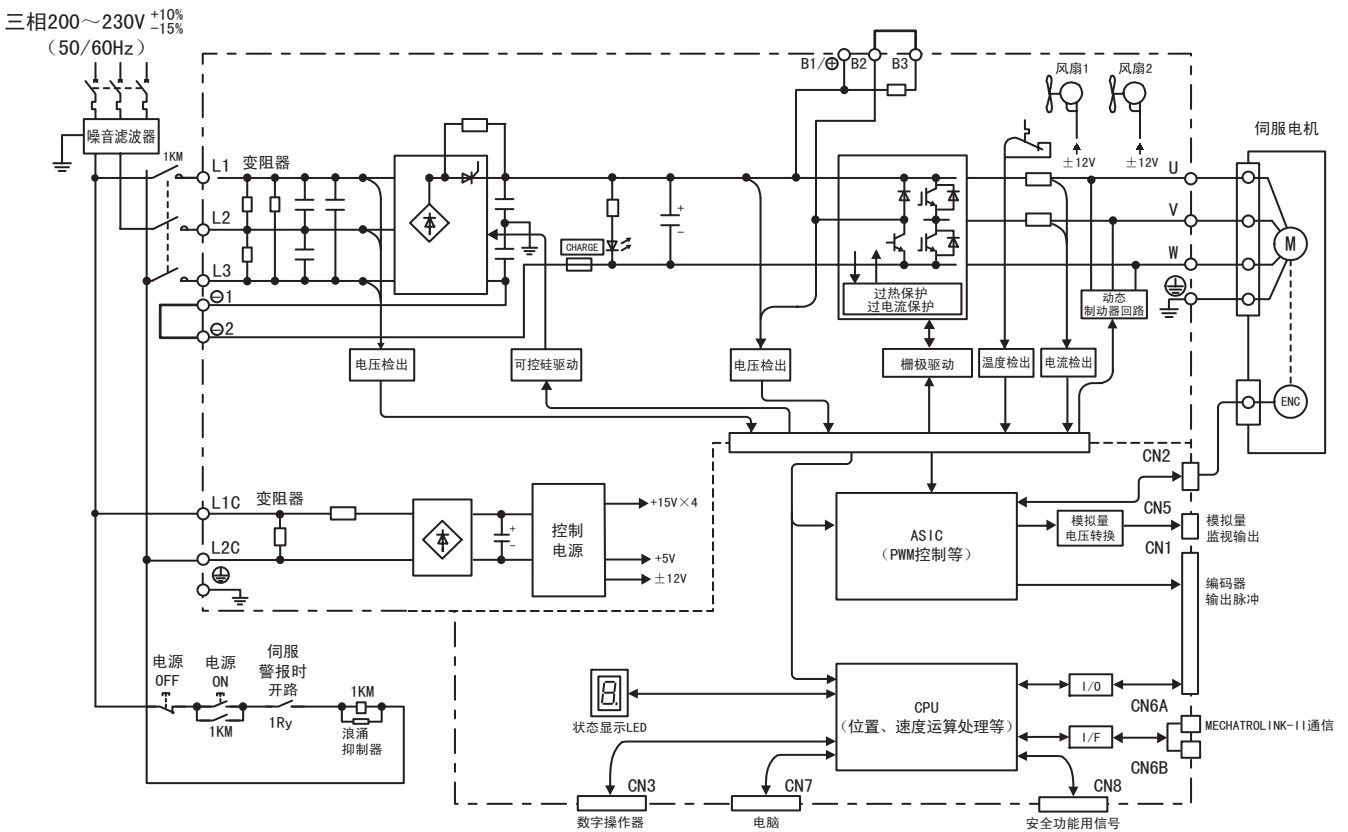 三相200～230V +10% -15%
（50/60Hz）
噪音滤波器
1KM
L1
变阻器
L2
L3
⊖1
⊖2
B1/⊕
B2
B3
CHARGE
+
−
过热保护
过电流保护
风扇1
风扇2
±12V
±12V
U
V
W
伺服电机
M
ENC
动态
制动器回路
电压检出
可控硅驱动
电压检出
栅极驱动
温度检出
电流检出
L1C
变阻器
L2C
+
−
控制
电源
+15V×4
+5V
±12V
ASIC
（PWM控制等）
模拟量
电压转换
CN2
CN5
模拟量
监视输出
CN1
编码器
输出脉冲
电源
OFF
电源
ON
1KM
伺服
警报时
开路
1Ry
1KM
浪涌
抑制器
8.
状态显示LED
CPU
（位置、速度运算处理等）
I/O
I/F
CN6A
MECHATROLINK-II通信
CN6B
CN3
数字操作器
CN7
电脑
CN8
安全功能用信号